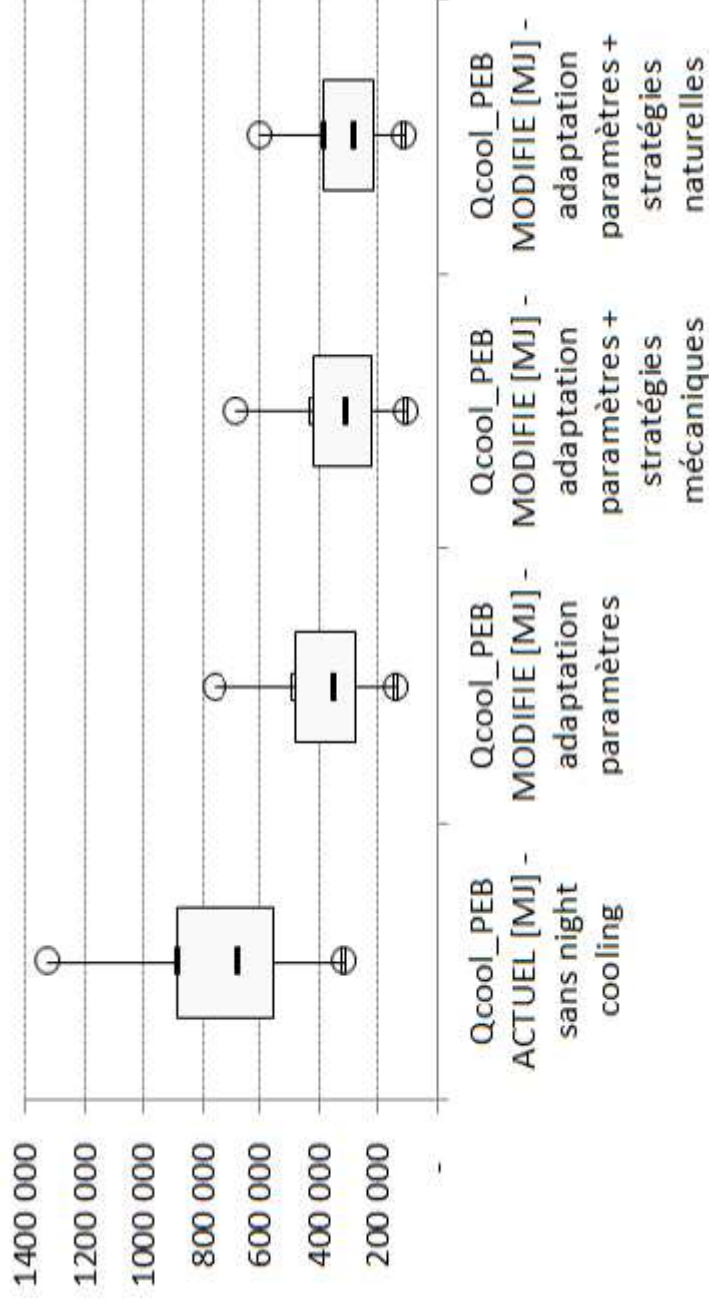 1400 000
1200 000
1000 000
800 000
600 000
400 000
200 000
-
Qcool_PEB
ACTUEL [MJ] -
sans night
cooling
Qcool_PEB
MODIFIE [MJ] -
adaptation
paramètres
Qcool_PEB
MODIFIE [MJ] -
adaptation
paramètres +
stratégies
mécaniques
Qcool_PEB
MODIFIE [MJ] -
adaptation
paramètres +
stratégies
naturelles